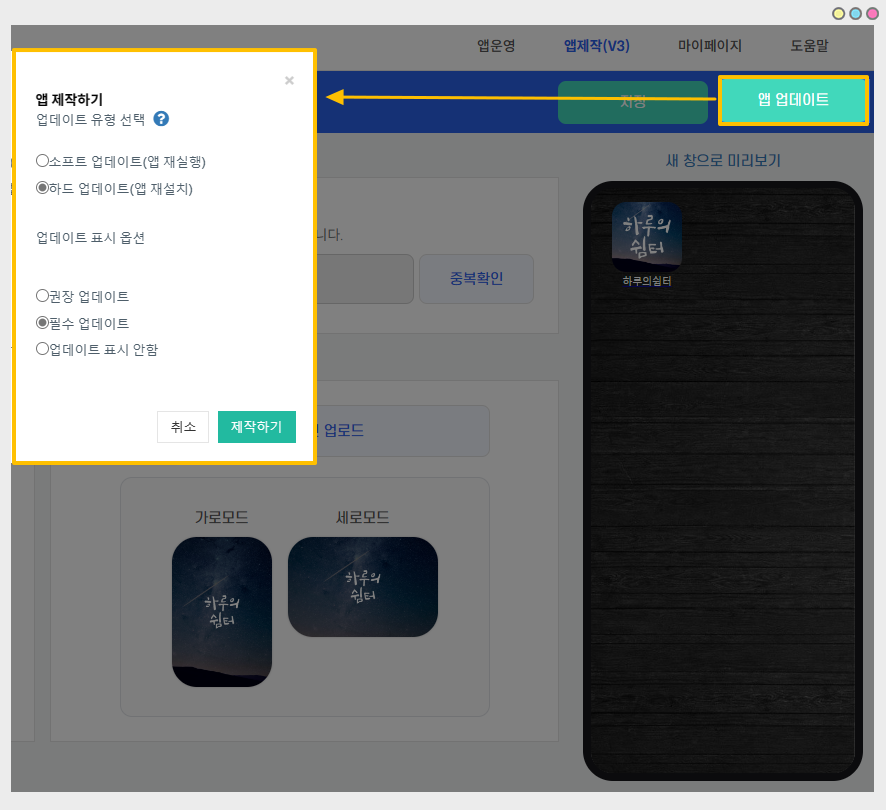 앱운영 앱제작(V3) 마이페이지 도움말
저장 앱 업데이트
×
앱 제작하기
업데이트 유형 선택 ?
소프트 업데이트(앱 재실행)
하드 업데이트(앱 재설치)
업데이트 표시 옵션
권장 업데이트
필수 업데이트
업데이트 표시 안함
취소 제작하기
니다.
중복확인
업로드
가로모드 세로모드
하루의
쉼터
하루의
쉼터
새 창으로 미리보기
하루의
쉼터
하루의쉼터